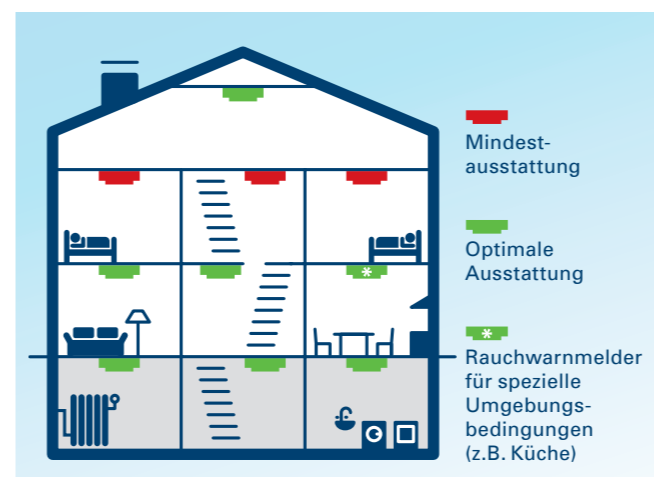 Mindest-
ausstattung
Optimale
Ausstattung
Rauchwarnmelder
für spezielle
Umgebungs-
bedingungen
(z.B. Küche)